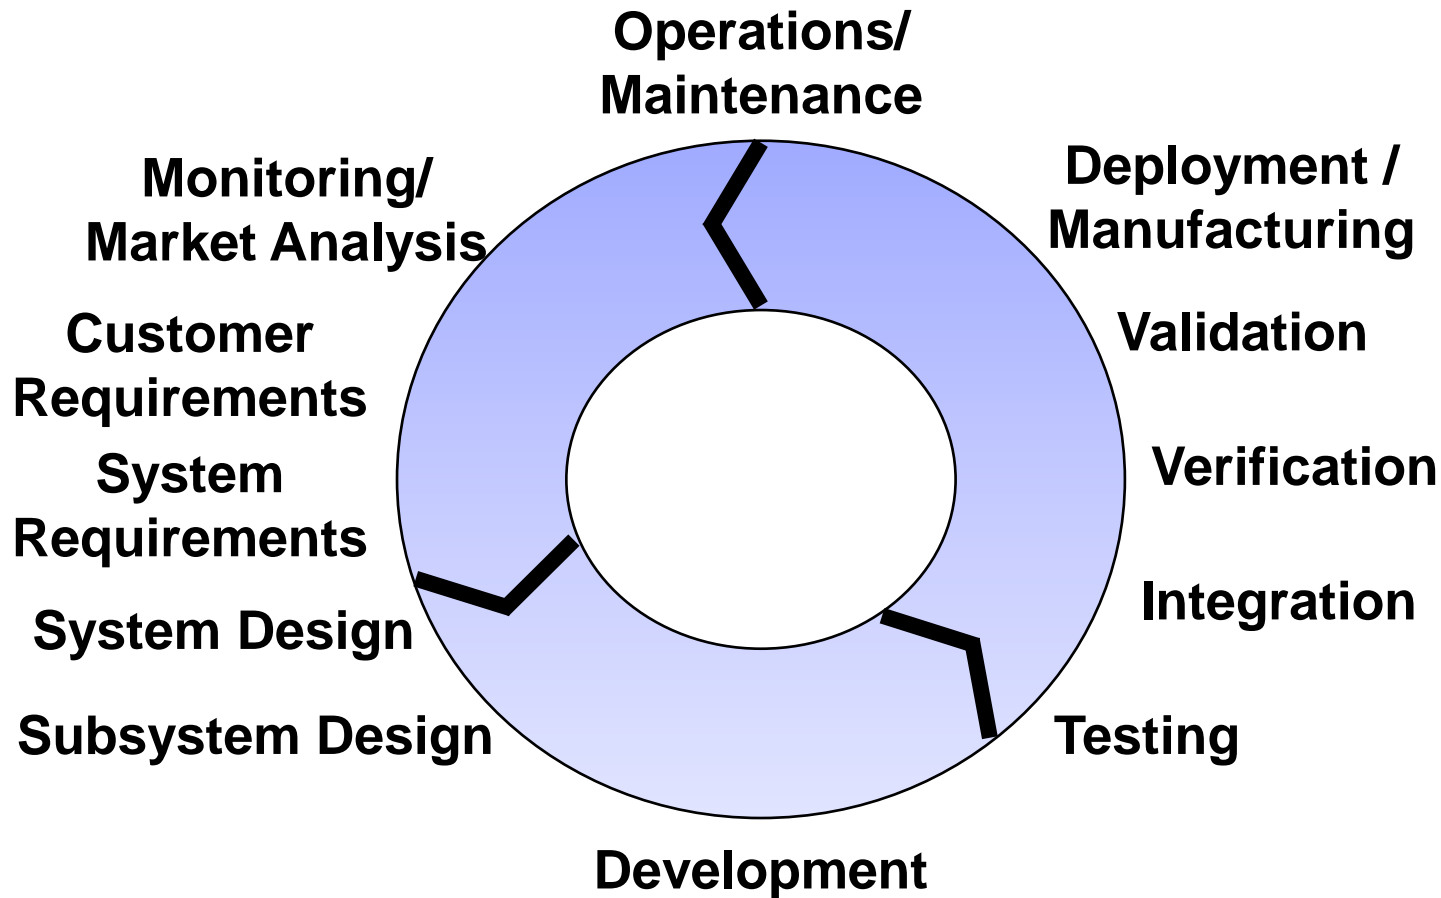 Operations/
Maintenance
Monitoring/
Market Analysis
Deployment /
Manufacturing
Customer
Requirements
Validation
System
Requirements
Verification
System Design
Integration
Subsystem Design
Testing
Development